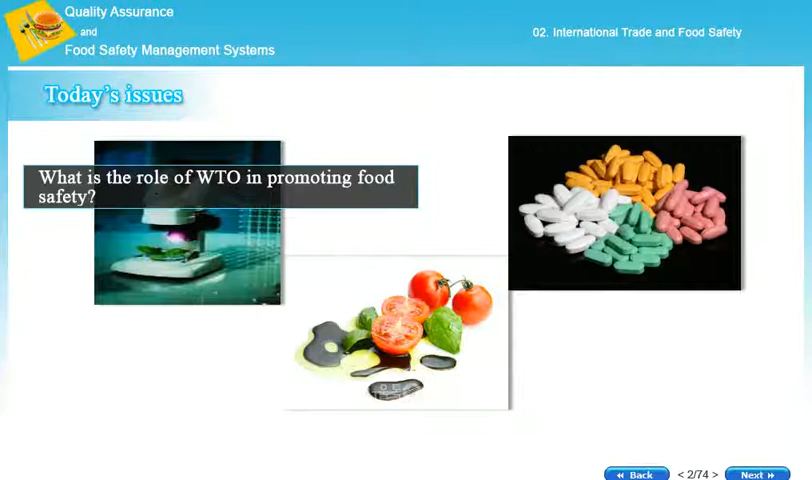 Quality Assurance
and
Food Safety Management Systems
02. International Trade and Food Safety
Today's issues
What is the role of WTO in promoting food
safety?
Back
< 2/74 >
Next